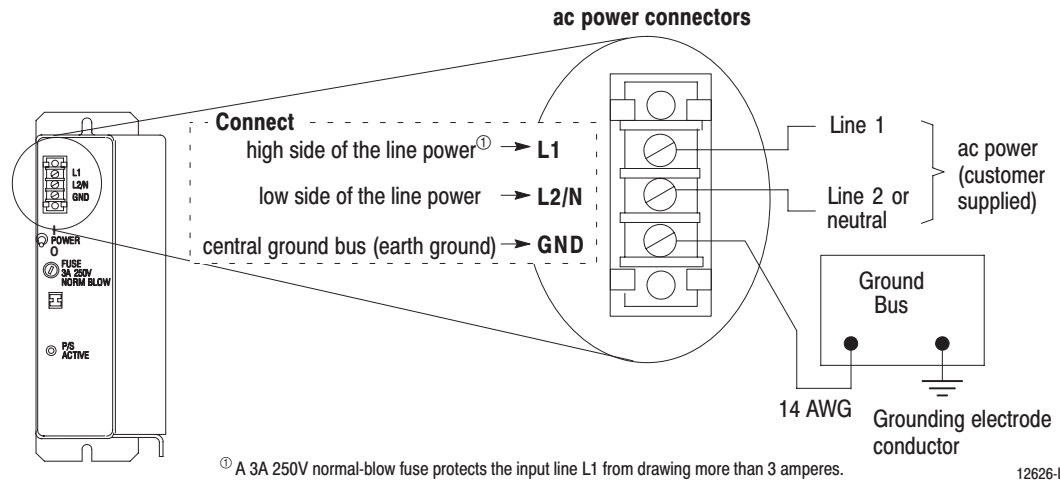 ac power connectors
L1
L2/N
GND
I
POWER
O
FUSE
3A 250V
NORM BLOW
P/S
ACTIVE
Connect
high side of the line power① L1
low side of the line power L2/N
central ground bus (earth ground) GND
Line 1
Line 2 or
neutral
ac power
(customer
supplied)
Ground
Bus
14 AWG
Grounding electrode
conductor
① A 3A 250V normal-blow fuse protects the input line L1 from drawing more than 3 amperes.
12626-I